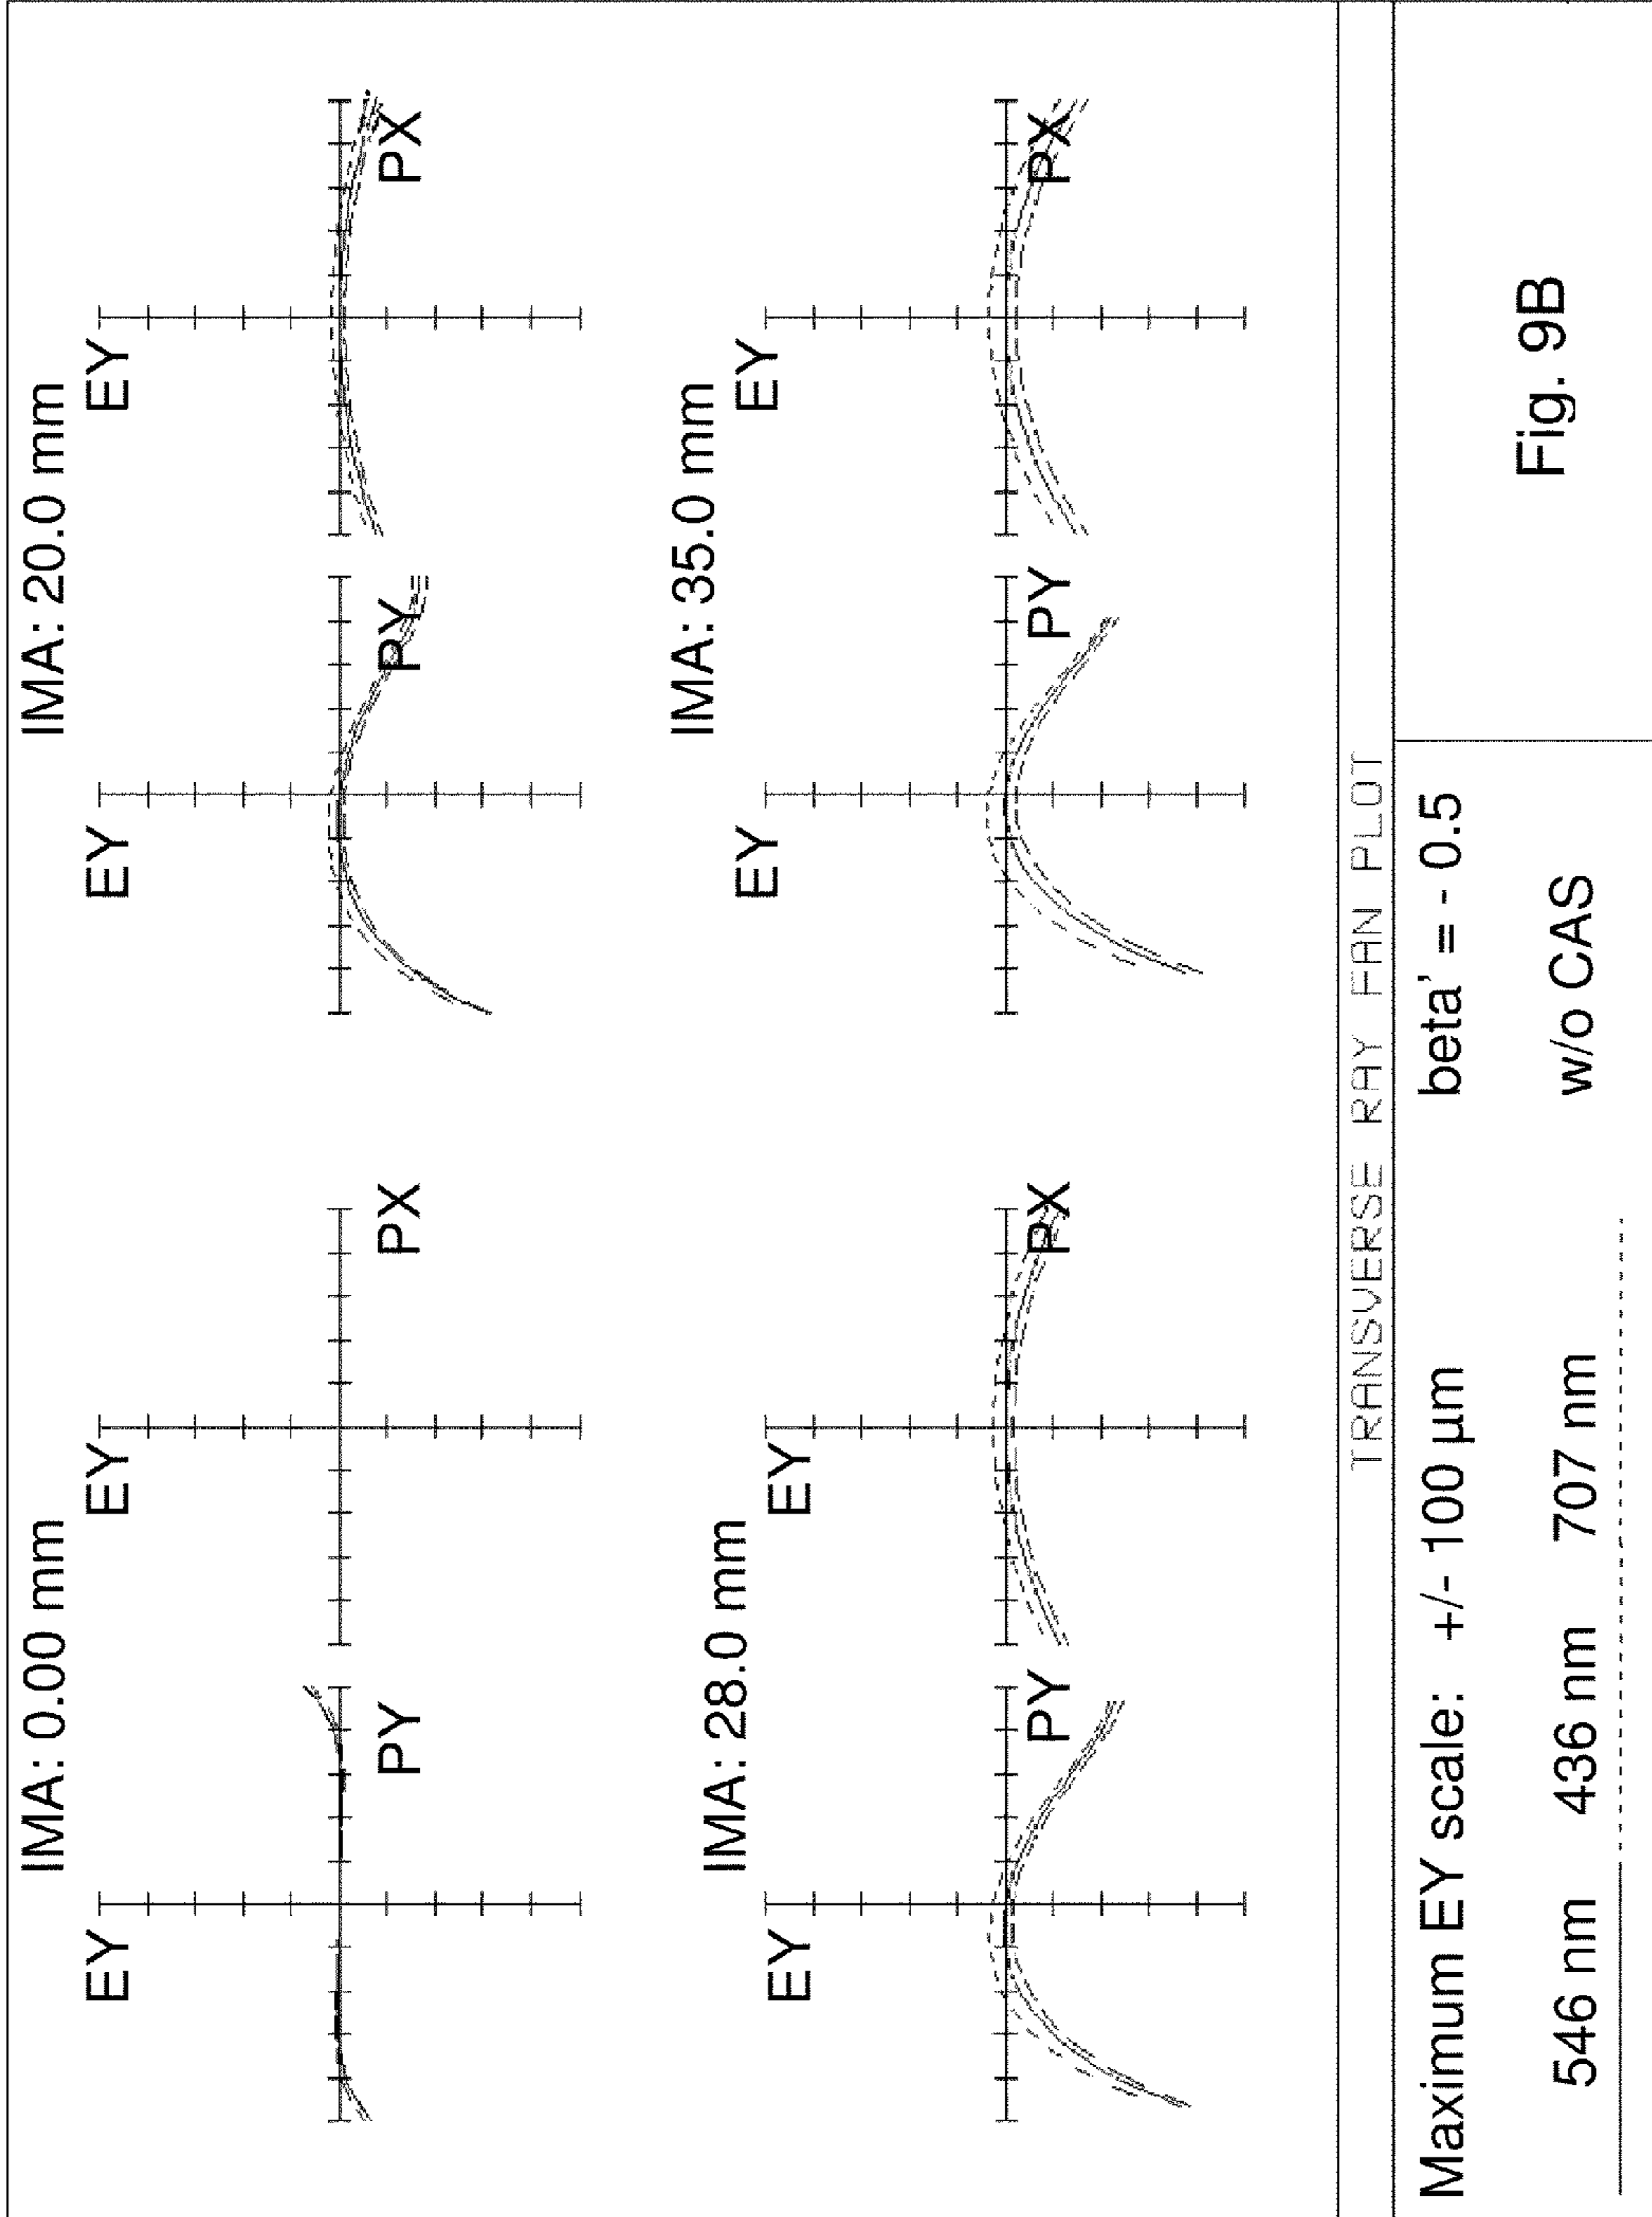 IMA: 0.00 mm
EY
PY
EY
PX
IMA: 20.0 mm
EY
PY
EY
PX
IMA: 28.0 mm
EY
PY
EY
PX
IMA: 35.0 mm
EY
PY
EY
PX
TRANSVERSE RAY FAN PLOT
Maximum EY scale: +/- 100 µm
546 nm 436 nm 707 nm
beta' = - 0.5
w/o CAS
Fig. 9B